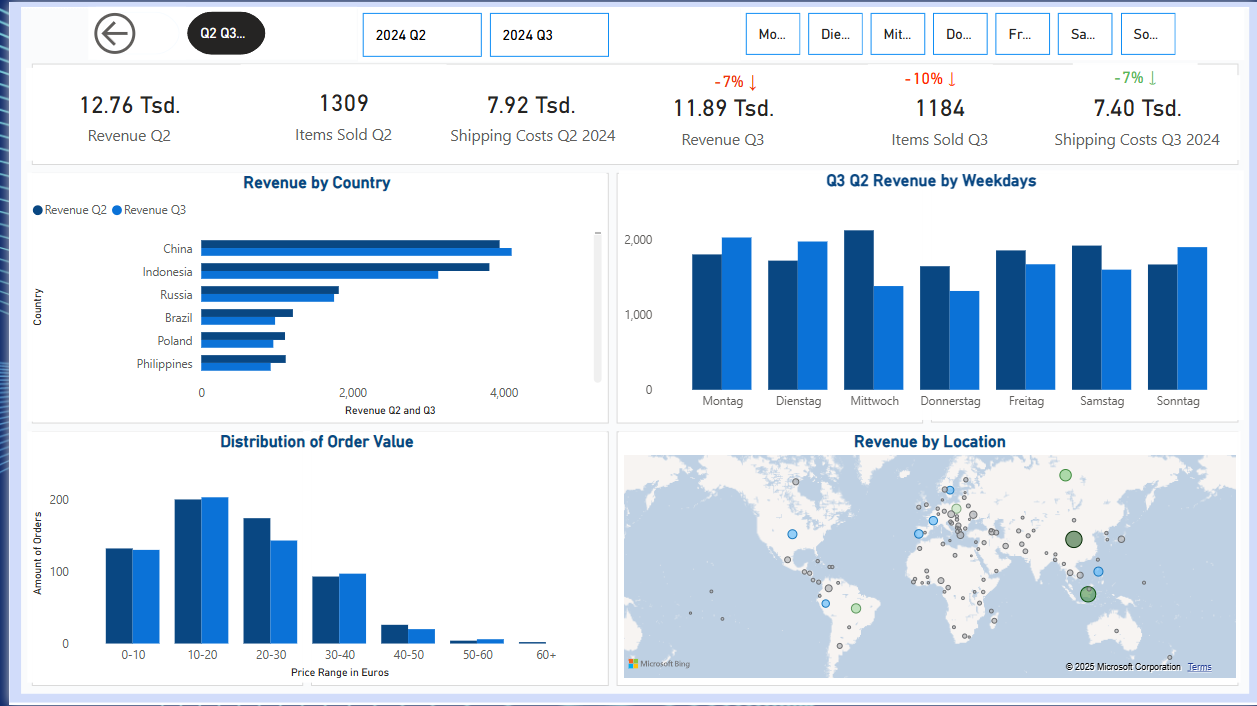 Q2 Q3...
2024 Q2
2024 Q3
Mo...
Die...
Mit...
Do...
Fr...
Sa...
So...
12.76 Tsd.
Revenue Q2
1309
Items Sold Q2
7.92 Tsd.
Shipping Costs Q2 2024
-7% ↓
11.89 Tsd.
Revenue Q3
-10% ↓
1184
Items Sold Q3
-7% ↓
7.40 Tsd.
Shipping Costs Q3 2024
Revenue by Country
Revenue Q2 Revenue Q3
Country
China
Indonesia
Russia
Brazil
Poland
Philippines
0 2,000 4,000
Revenue Q2 and Q3
Q3 Q2 Revenue by Weekdays
2,000
1,000
0
Montag Dienstag Mittwoch Donnerstag Freitag Samstag Sonntag
Distribution of Order Value
Amount of Orders
200
100
0
0-10 10-20 20-30 30-40 40-50 50-60 60+
Price Range in Euros
Revenue by Location
Microsoft Bing
© 2025 Microsoft Corporation Terms